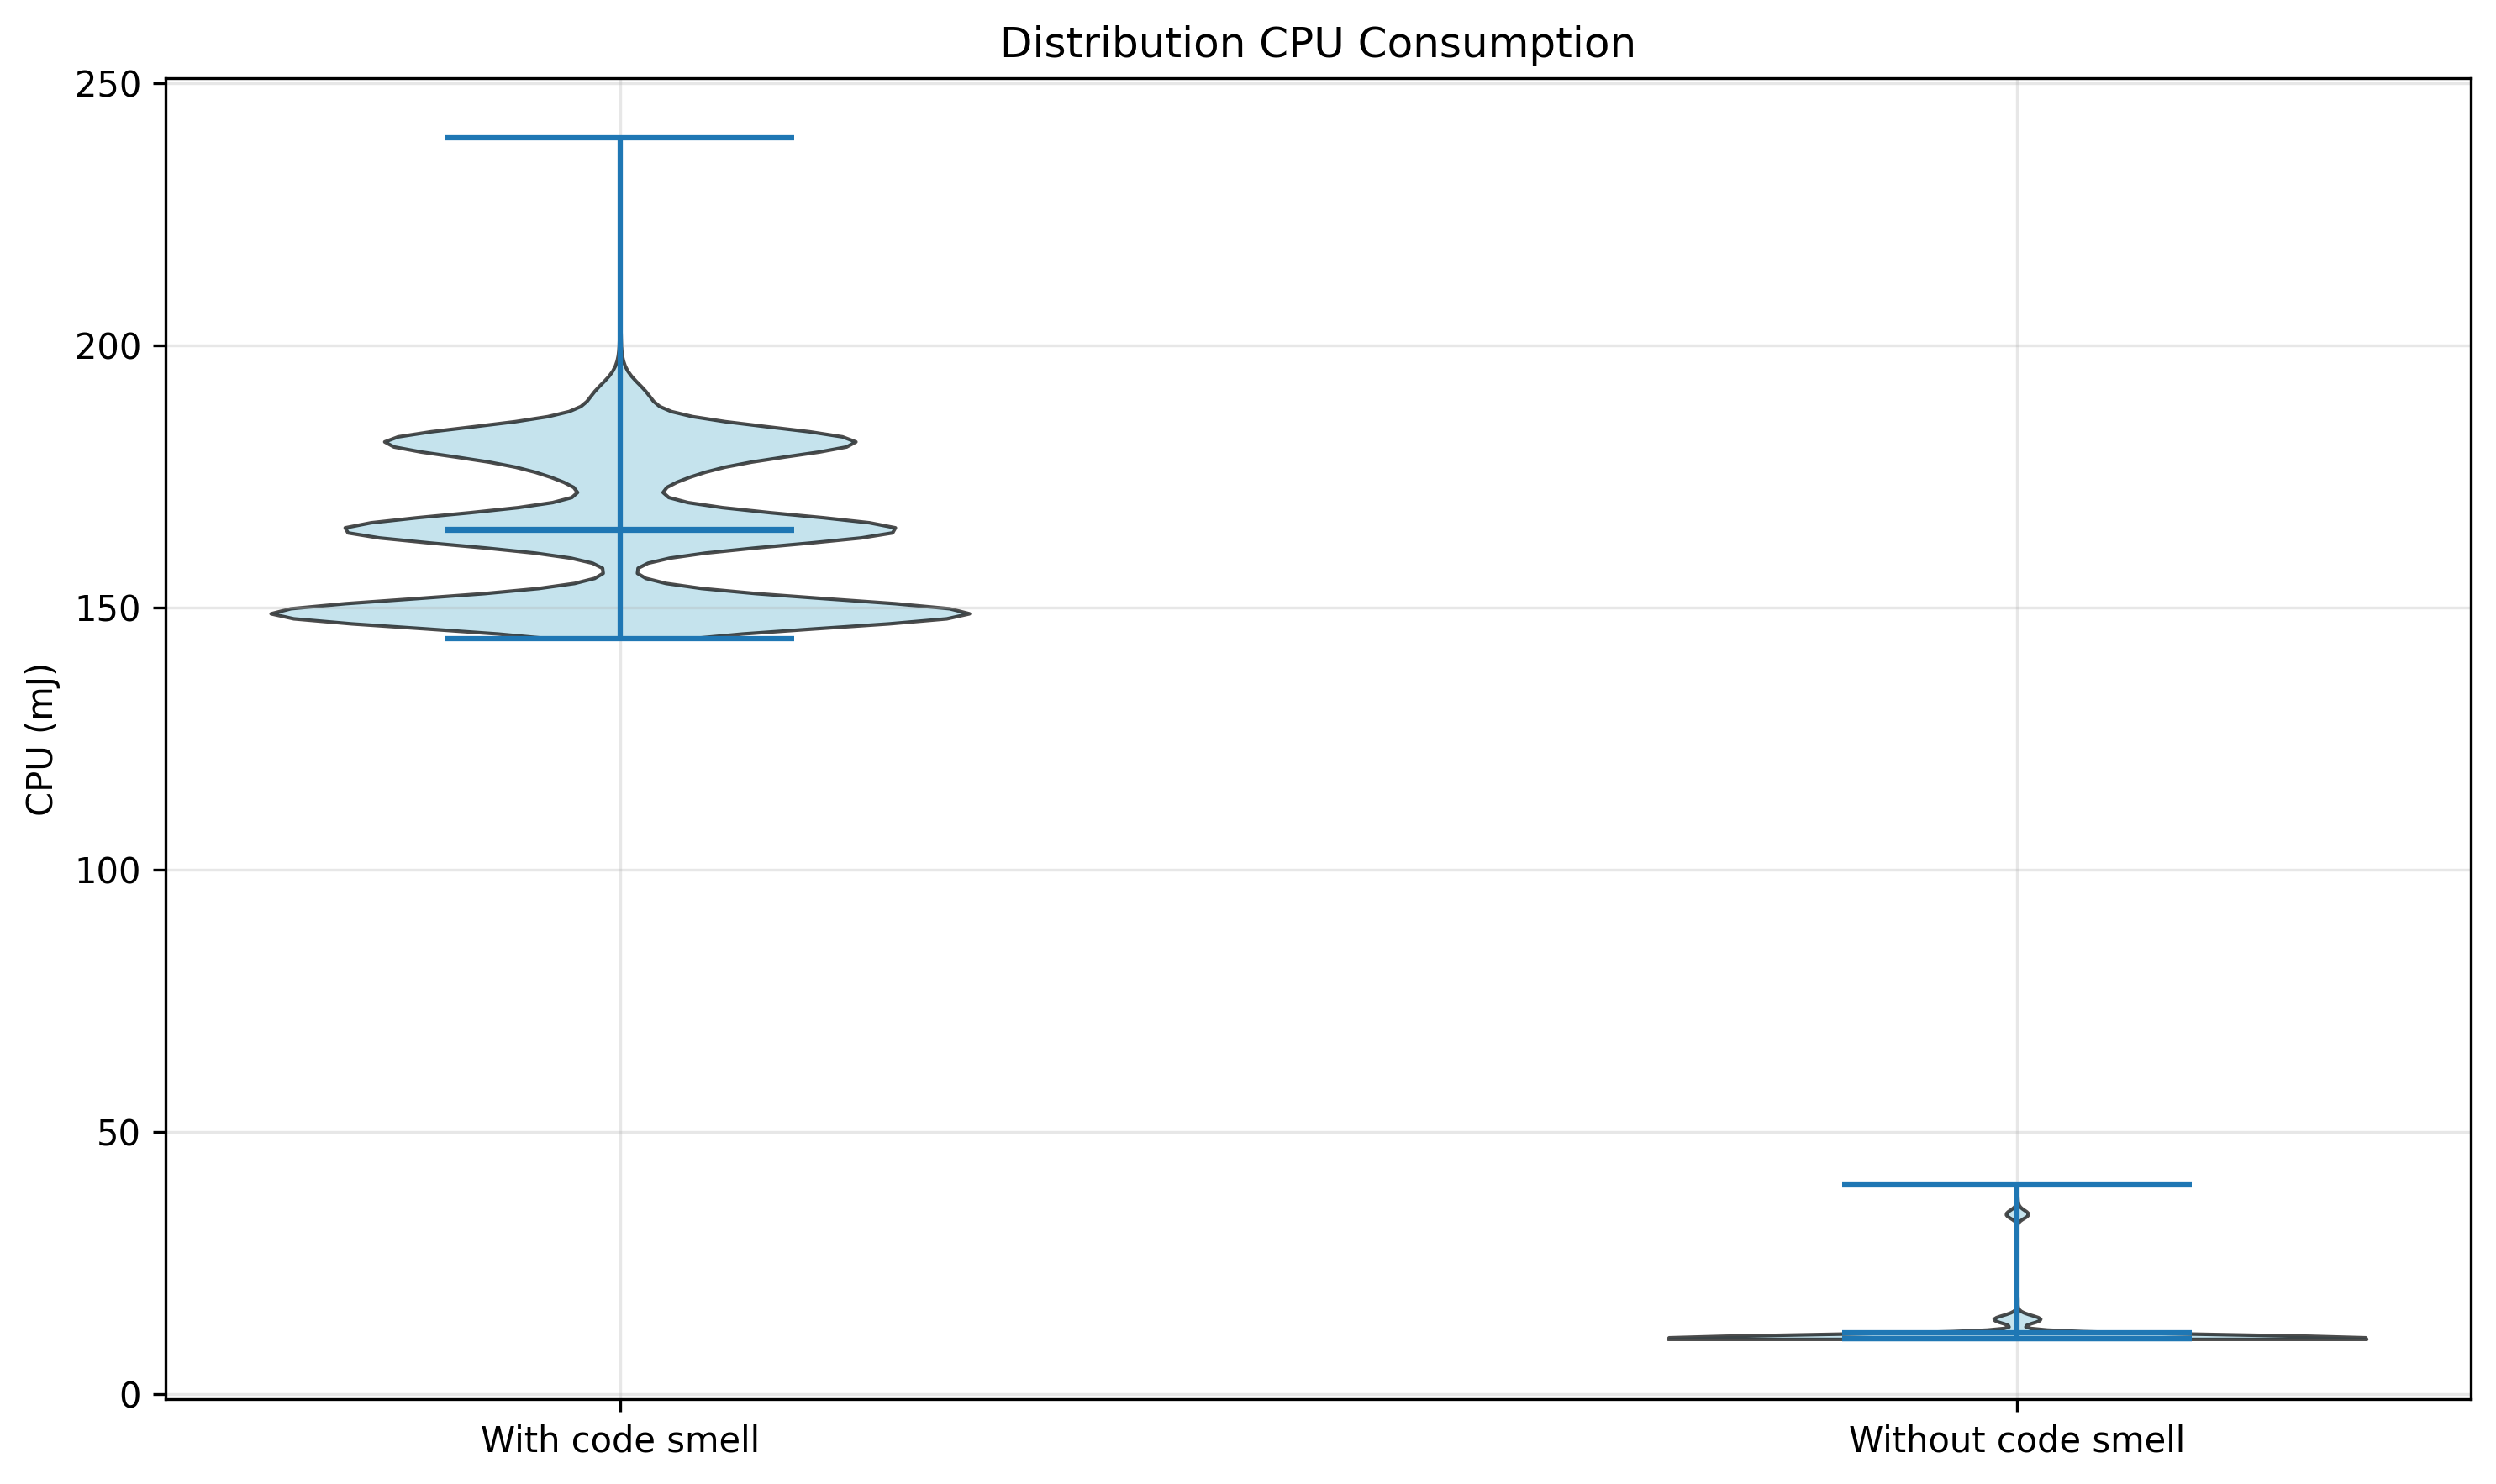 Distribution CPU Consumption
CPU (mJ)
250
200
150
100
50
0
With code smell
Without code smell